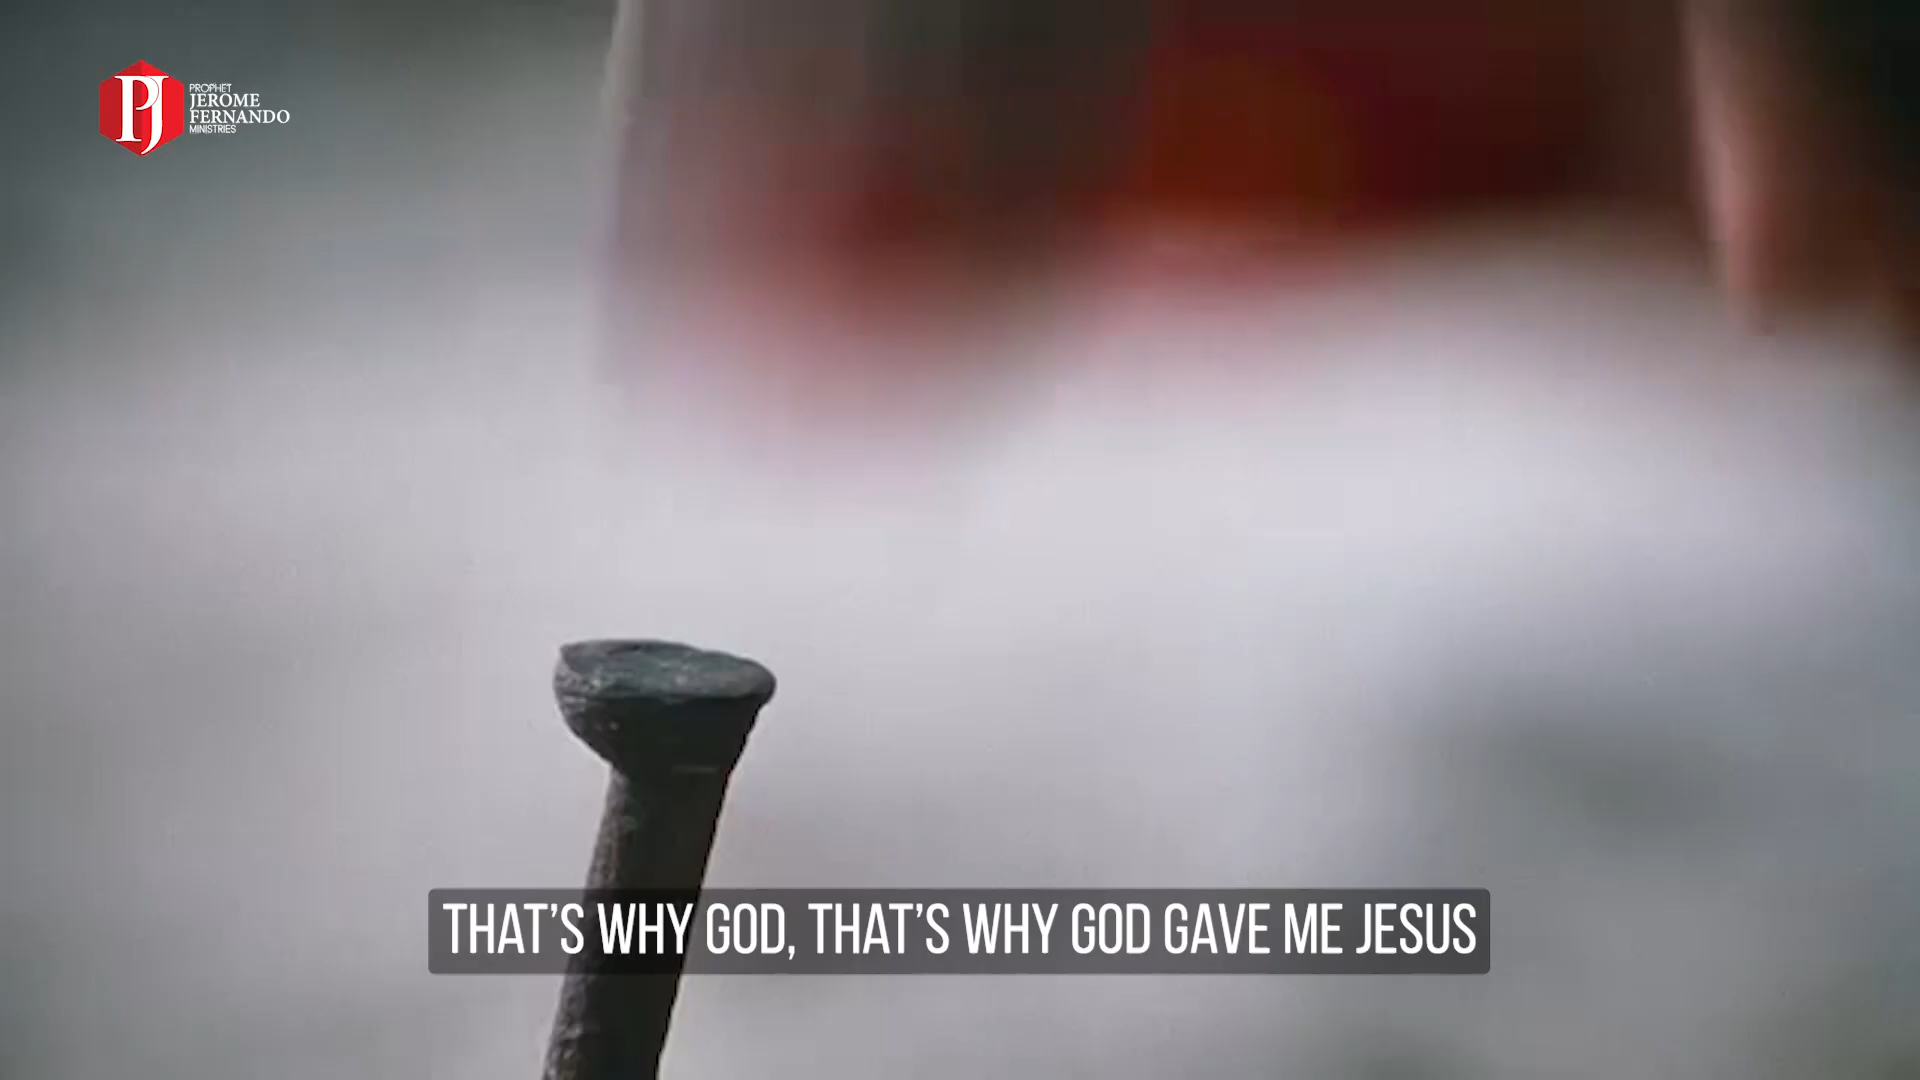 PJ
PROPHET
JEROME
FERNANDO
MINISTRIES
THAT'S WHY GOD, THAT'S WHY GOD GAVE ME JESUS